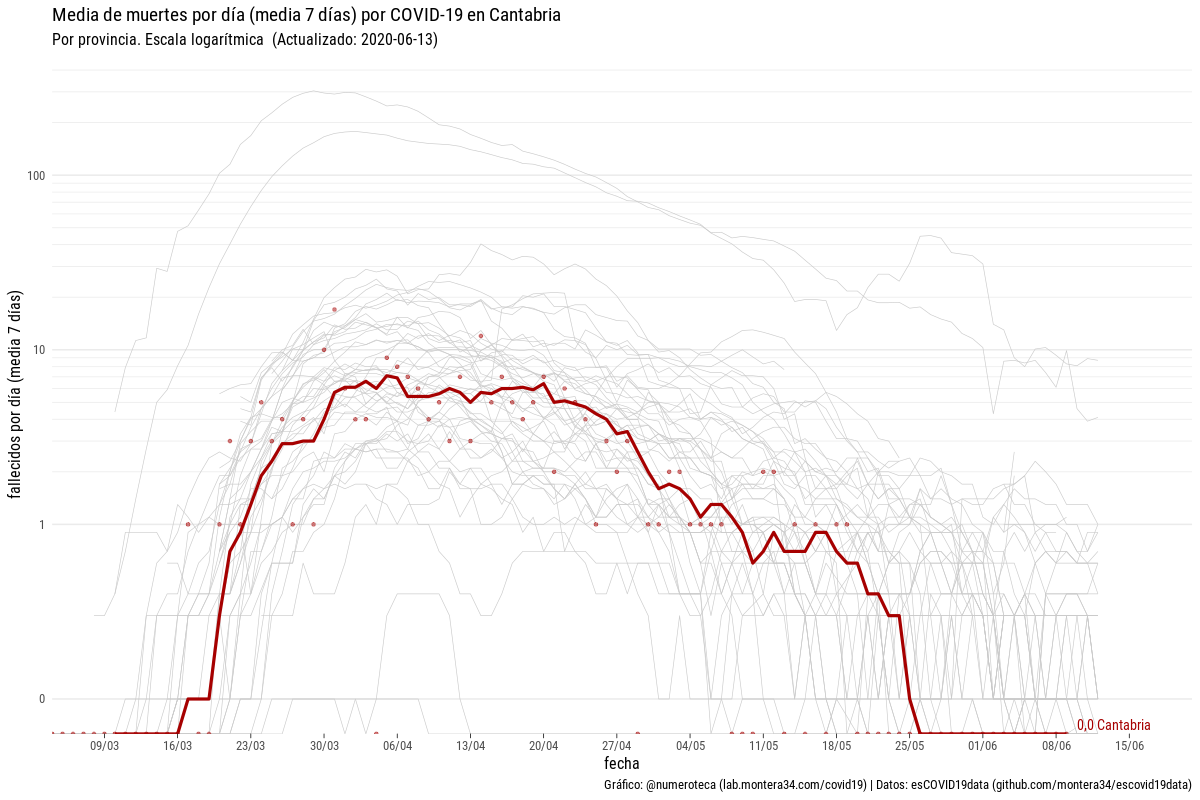 Media de muertes por día (media 7 días) por COVID-19 en Cantabria
Por provincia. Escala logarítmica (Actualizado: 2020-06-13)
fallecidos por día (media 7 días)
100
10
1
0
0,0 Cantabria
09/03 16/03 23/03 30/03 06/04 13/04 20/04 27/04 04/05 11/05 18/05 25/05 01/06 08/06 15/06
fecha
Gráfico: @numeroteca (lab.montera34.com/covid19) | Datos: esCOVID19data (github.com/montera34/escovid19data)